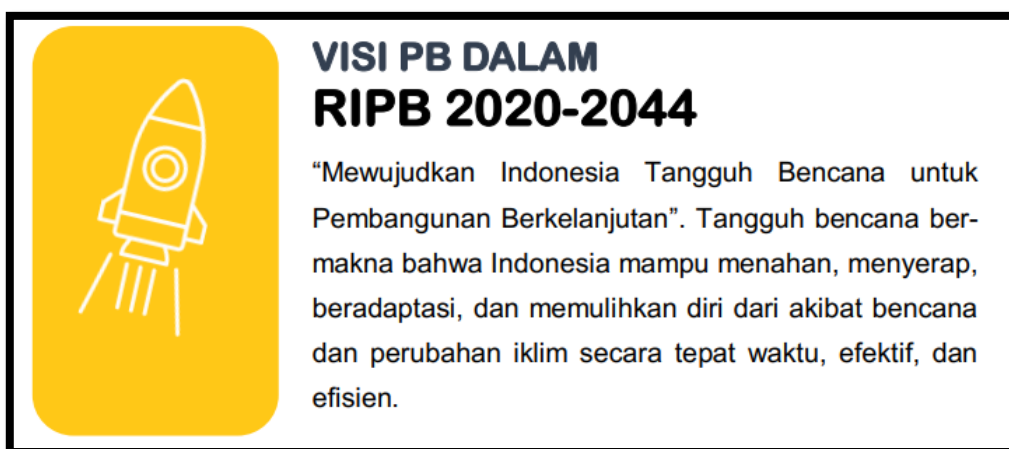 VISI PB DALAM
RIPB 2020-2044
“Mewujudkan Indonesia Tangguh Bencana untuk
Pembangunan Berkelanjutan”. Tangguh bencana ber-
makna bahwa Indonesia mampu menahan, menyerap,
beradaptasi, dan memulihkan diri dari akibat bencana
dan perubahan iklim secara tepat waktu, efektif, dan
efisien.